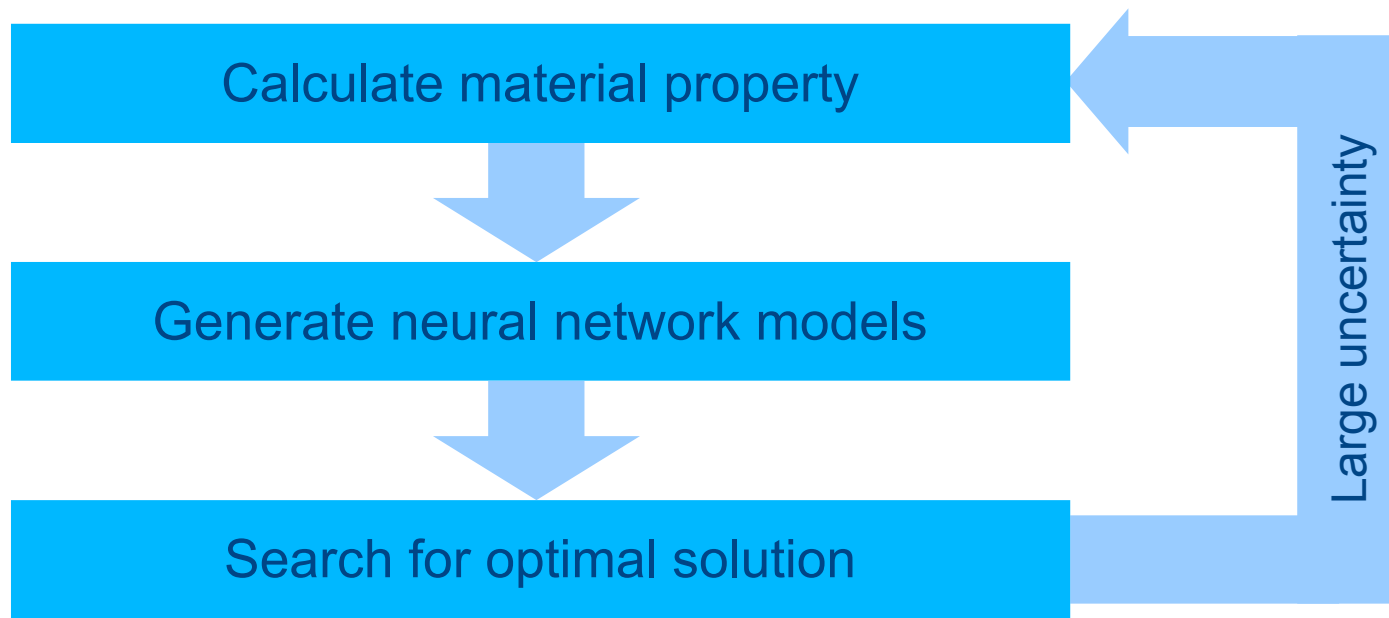 Calculate material property
Generate neural network models
Search for optimal solution
Large uncertainty